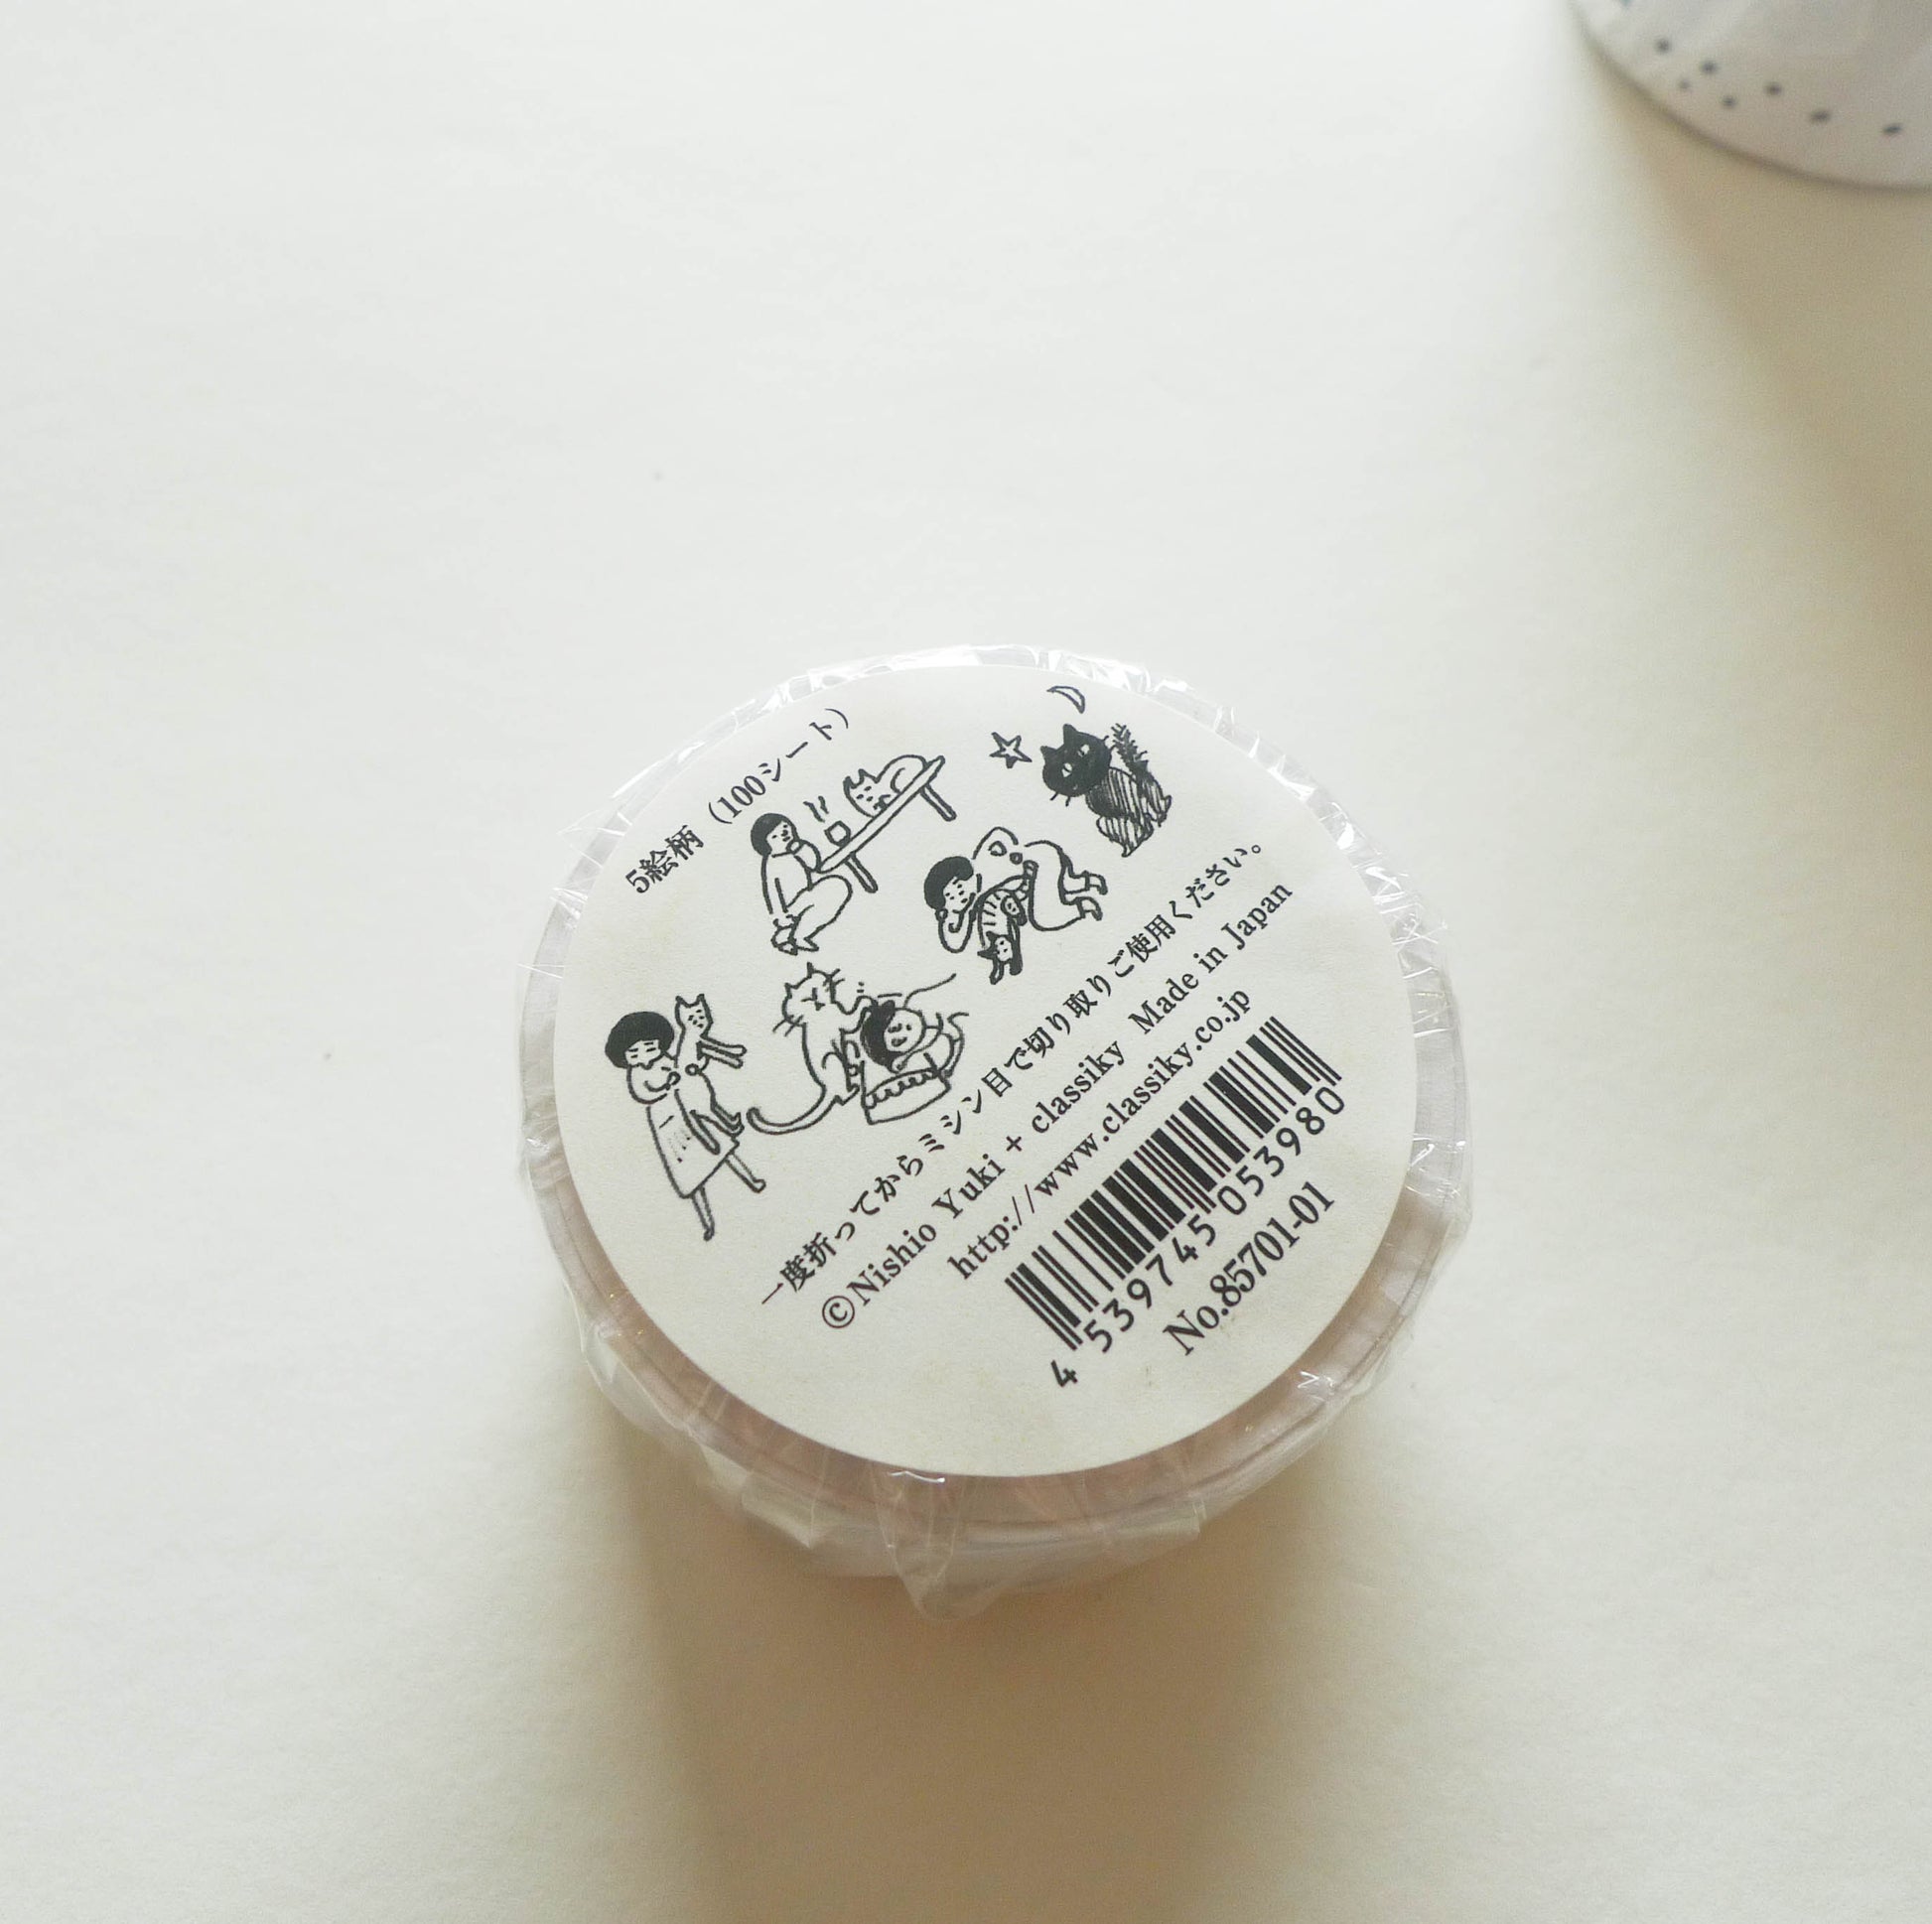 5絵柄（100シート）
一度折ってからミシン目で切り取りご使用ください。
©Nishio Yuki + classiky Made in Japan
http://www.classiky.co.jp
4 539745 053980
No.85701-01